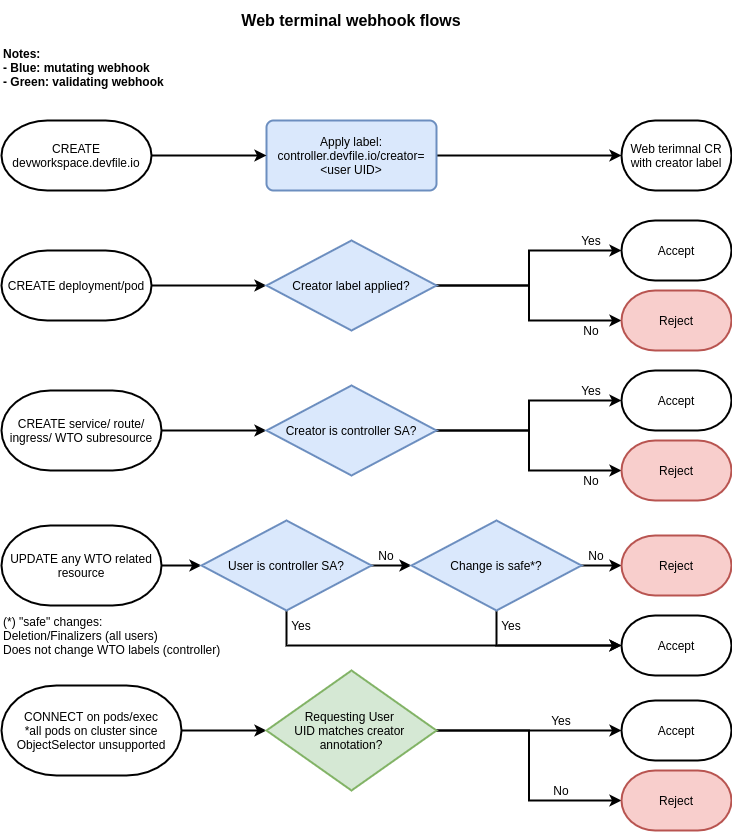 Web terminal webhook flows
Notes:
- Blue: mutating webhook
- Green: validating webhook
CREATE
devworkspace.devfile.io
Apply label:
controller.devfile.io/creator=
<user UID>
Web terimnal CR
with creator label
CREATE deployment/pod
Creator label applied?
Yes
Accept
No
Reject
CREATE service/ route/
ingress/ WTO subresource
Creator is controller SA?
Yes
Accept
No
Reject
UPDATE any WTO related
resource
User is controller SA?
No
Change is safe*?
No
Reject
Yes
Yes
Accept
(*) "safe" changes:
Deletion/Finalizers (all users)
Does not change WTO labels (controller)
CONNECT on pods/exec
*all pods on cluster since
ObjectSelector unsupported
Requesting User
UID matches creator
annotation?
Yes
Accept
No
Reject